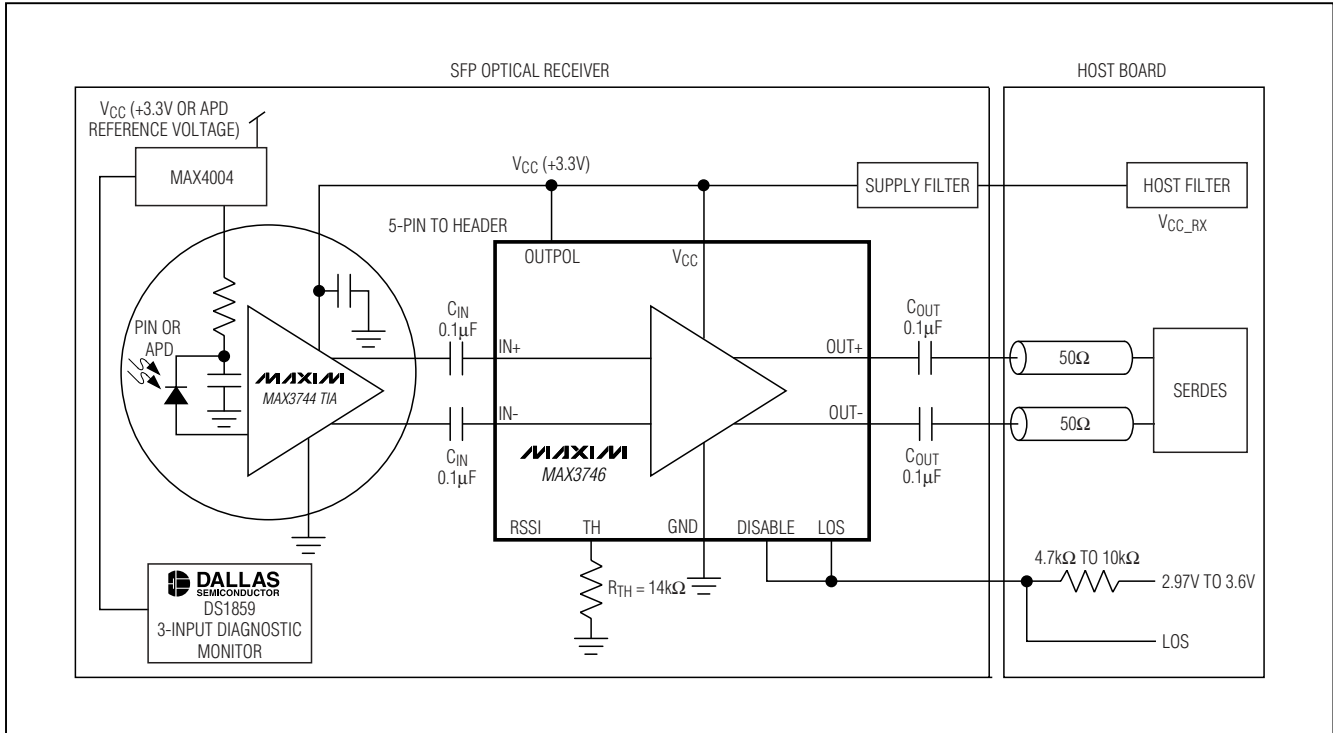 SFP OPTICAL RECEIVER
HOST BOARD
VCC (+3.3V OR APD
REFERENCE VOLTAGE)
MAX4004
VCC (+3.3V)
SUPPLY FILTER
HOST FILTER
VCC_RX
5-PIN TO HEADER
OUTPOL
VCC
PIN OR
APD
MAXIM
MAX3744 TIA
CIN
0.1μF
IN+
IN-
CIN
0.1μF
MAXIM
MAX3746
OUT+
OUT-
COUT
0.1μF
COUT
0.1μF
50Ω
50Ω
SERDES
RSSI
TH
GND
DISABLE
LOS
RTH = 14kΩ
4.7kΩ TO 10kΩ
2.97V TO 3.6V
LOS
DALLAS
SEMICONDUCTOR
DS1859
3-INPUT DIAGNOSTIC
MONITOR